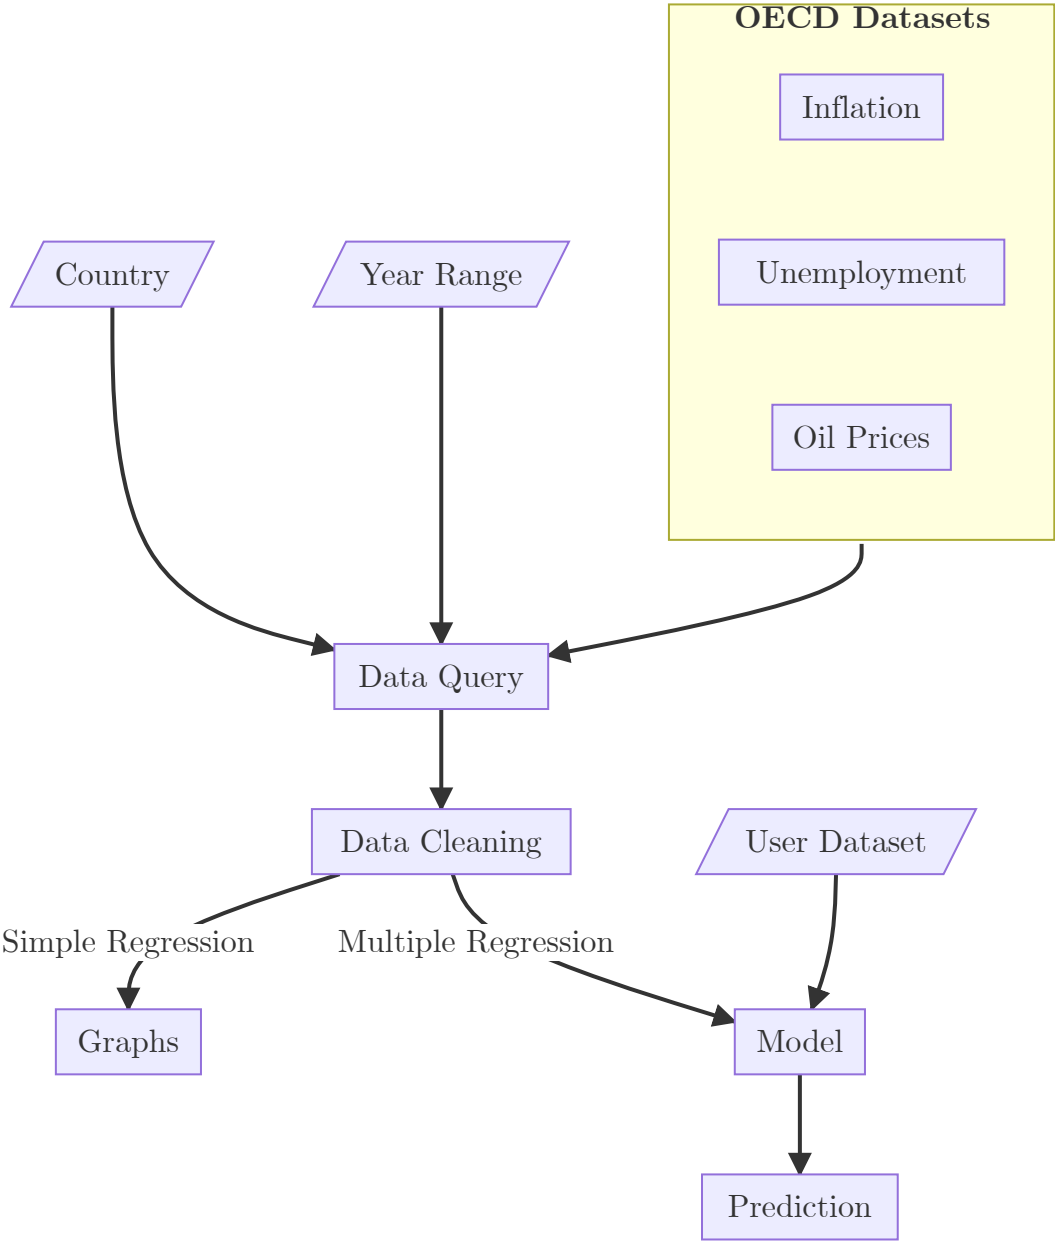 OECD Datasets
Inflation
Country
Year Range
Unemployment
Oil Prices
Data Query
Data Cleaning
User Dataset
Simple Regression
Multiple Regression
Graphs
Model
Prediction